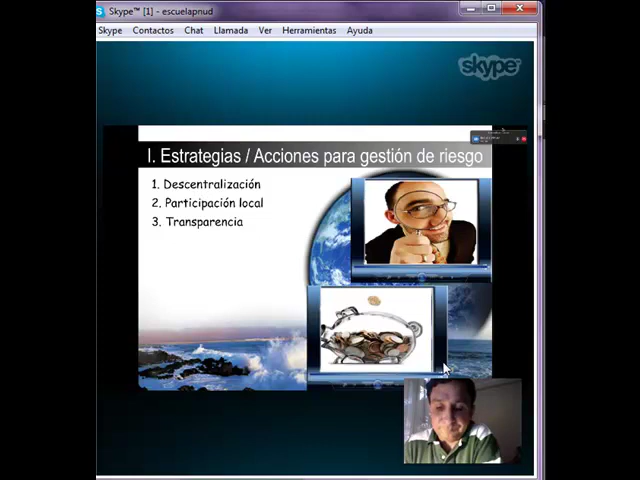 Skype™ [1] - escuelapnud
Skype Contactos Chat Llamada Ver Herramientas Ayuda
skype
I. Estrategias / Acciones para gestión de riesgo
1. Descentralización
2. Participación local
3. Transparencia